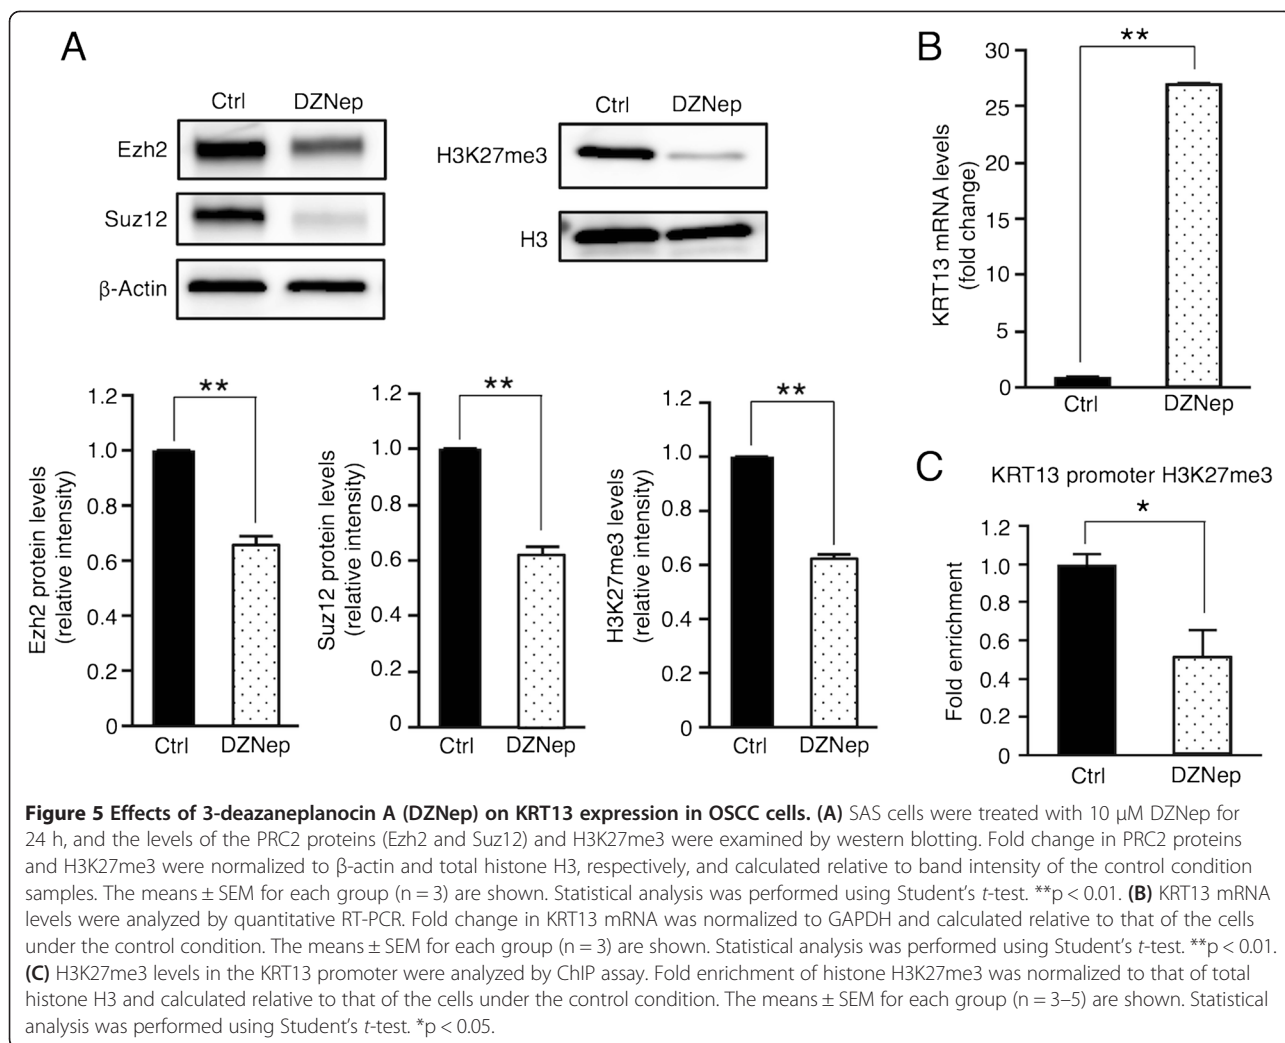 A
Ctrl DZNep
Ezh2
Suz12
β-Actin
Ctrl DZNep
H3K27me3
H3
B
KRT13 mRNA levels
(fold change)
30
25
20
15
10
5
0
**
Ctrl DZNep
Ezh2 protein levels
(relative intensity)
1.2
1.0
0.8
0.6
0.4
0.2
0
**
Ctrl DZNep
Suz12 protein levels
(relative intensity)
1.2
1.0
0.8
0.6
0.4
0.2
0
**
Ctrl DZNep
H3K27me3 levels
(relative intensity)
1.2
1.0
0.8
0.6
0.4
0.2
0
**
Ctrl DZNep
C
KRT13 promoter H3K27me3
Fold enrichment
1.2
1.0
0.8
0.6
0.4
0.2
0
*
Ctrl DZNep
Figure 5 Effects of 3-deazaneplanocin A (DZNep) on KRT13 expression in OSCC cells. (A) SAS cells were treated with 10 μM DZNep for
24 h, and the levels of the PRC2 proteins (Ezh2 and Suz12) and H3K27me3 were examined by western blotting. Fold change in PRC2 proteins
and H3K27me3 were normalized to β-actin and total histone H3, respectively, and calculated relative to band intensity of the control condition
samples. The means ± SEM for each group (n = 3) are shown. Statistical analysis was performed using Student's t-test. **p < 0.01. (B) KRT13 mRNA
levels were analyzed by quantitative RT-PCR. Fold change in KRT13 mRNA was normalized to GAPDH and calculated relative to that of the cells
under the control condition. The means ± SEM for each group (n = 3) are shown. Statistical analysis was performed using Student's t-test. **p < 0.01.
(C) H3K27me3 levels in the KRT13 promoter were analyzed by ChIP assay. Fold enrichment of histone H3K27me3 was normalized to that of total
histone H3 and calculated relative to that of the cells under the control condition. The means ± SEM for each group (n = 3–5) are shown. Statistical
analysis was performed using Student's t-test. *p < 0.05.